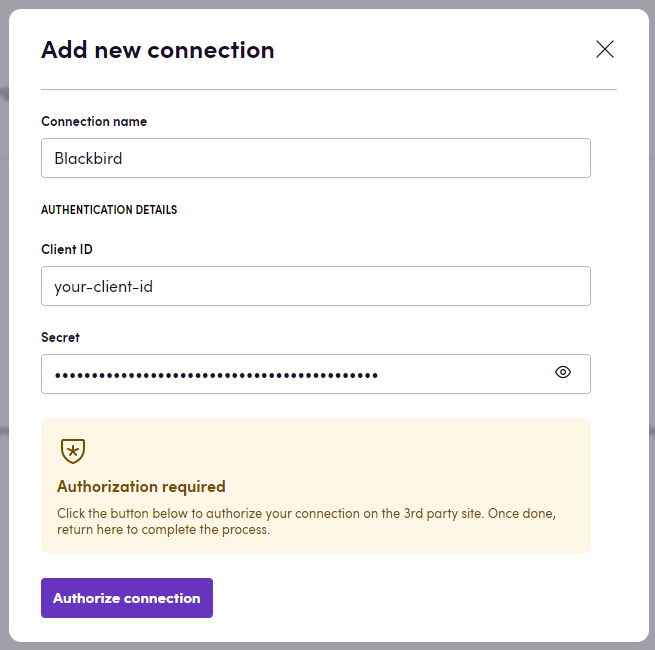 Add new connection
Connection name
Blackbird
AUTHENTICATION DETAILS
Client ID
your-client-id
Secret
••••••••••••••••••••••••••••••••••••••••••••
Authorization required
Click the button below to authorize your connection on the 3rd party site. Once done,
return here to complete the process.
Authorize connection